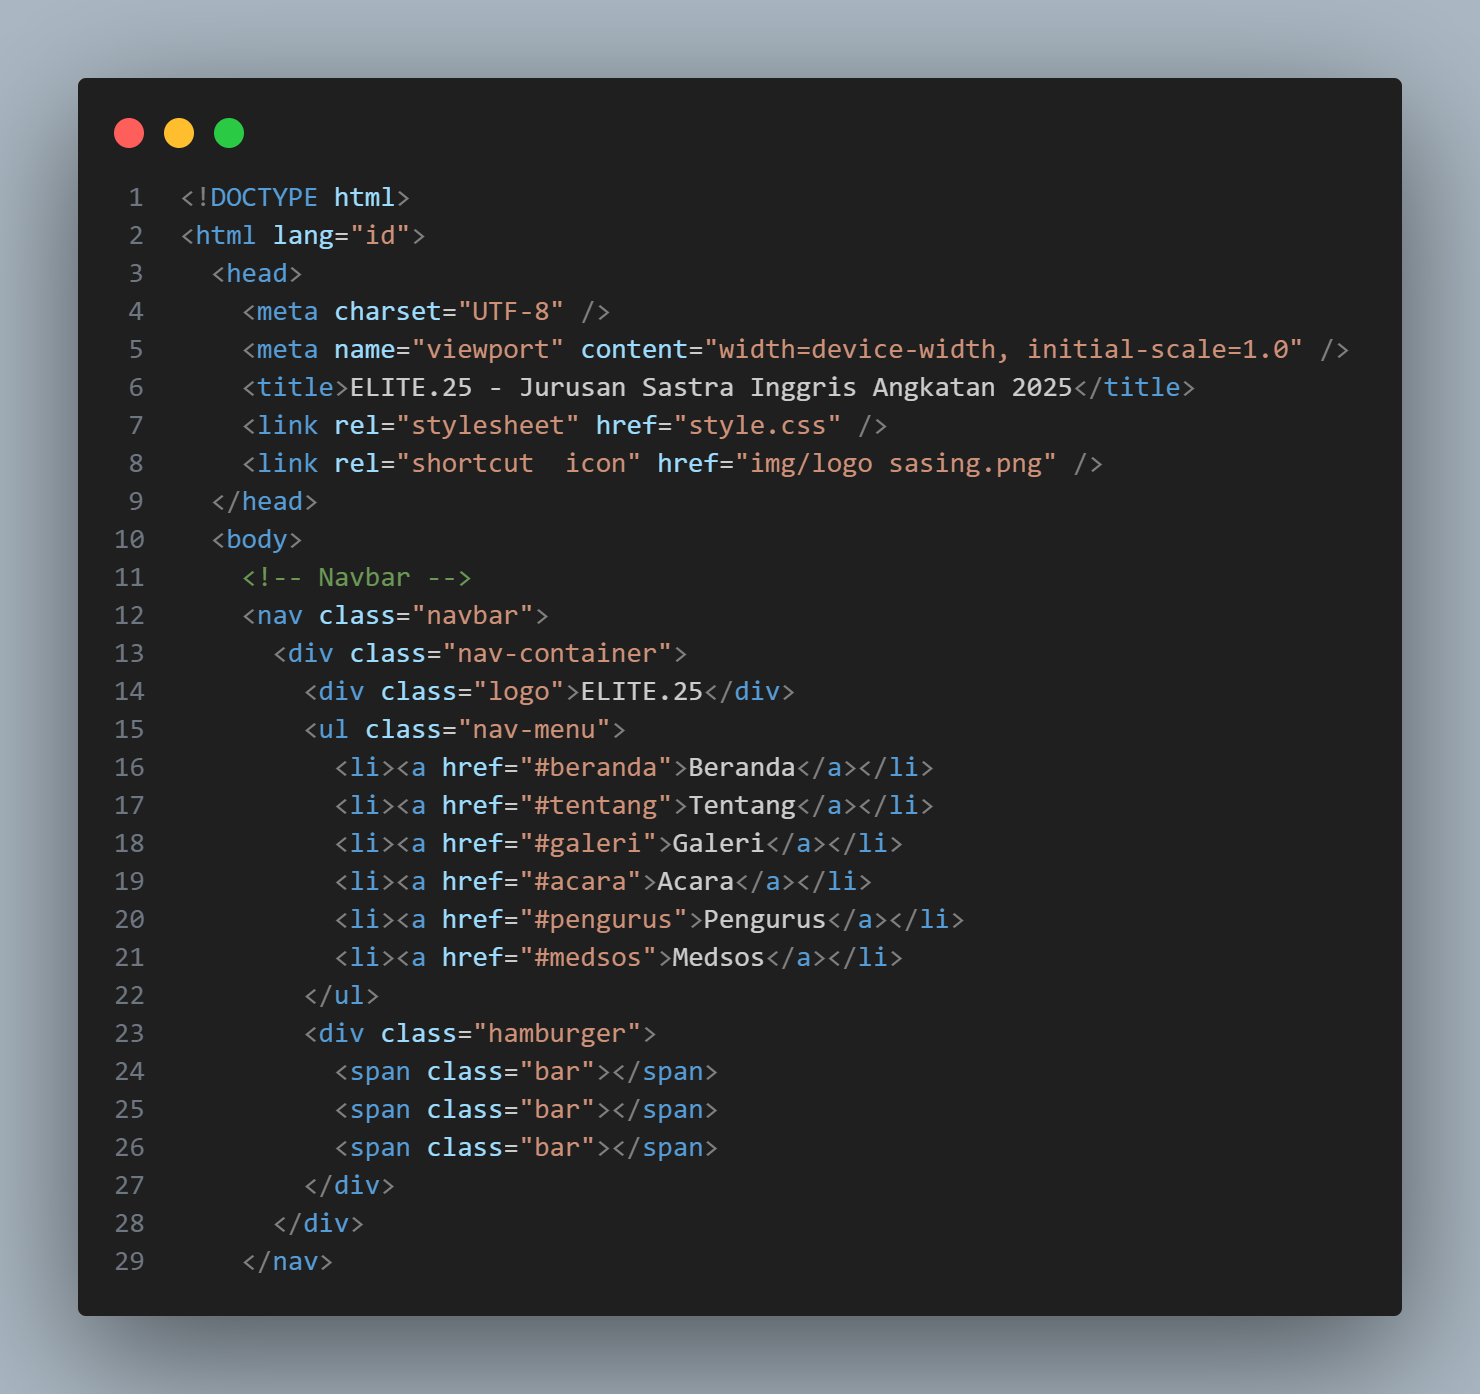 1 <!DOCTYPE html>
2 <html lang="id">
3   <head>
4     <meta charset="UTF-8" />
5     <meta name="viewport" content="width=device-width, initial-scale=1.0" />
6     <title>ELITE.25 - Jurusan Sastra Inggris Angkatan 2025</title>
7     <link rel="stylesheet" href="style.css" />
8     <link rel="shortcut  icon" href="img/logo sasing.png" />
9   </head>
10   <body>
11     <!-- Navbar -->
12     <nav class="navbar">
13       <div class="nav-container">
14         <div class="logo">ELITE.25</div>
15         <ul class="nav-menu">
16           <li><a href="#beranda">Beranda</a></li>
17           <li><a href="#tentang">Tentang</a></li>
18           <li><a href="#galeri">Galeri</a></li>
19           <li><a href="#acara">Acara</a></li>
20           <li><a href="#pengurus">Pengurus</a></li>
21           <li><a href="#medsos">Medsos</a></li>
22         </ul>
23         <div class="hamburger">
24           <span class="bar"></span>
25           <span class="bar"></span>
26           <span class="bar"></span>
27         </div>
28       </div>
29     </nav>